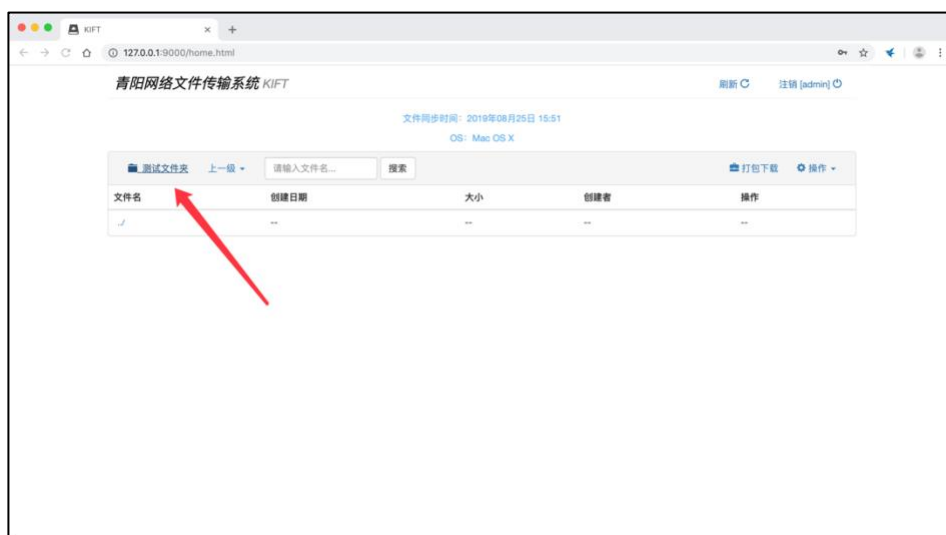 KIFT
127.0.0.1:9000/home.html
青阳网络文件传输系统 KIFT
刷新 注销 [admin]
文件同步时间：2019年08月25日 15:51
OS：Mac OS X
测试文件夹 上一级 请输入文件名... 搜索 打包下载 操作
文件名 创建日期 大小 创建者 操作
../ -- -- -- --